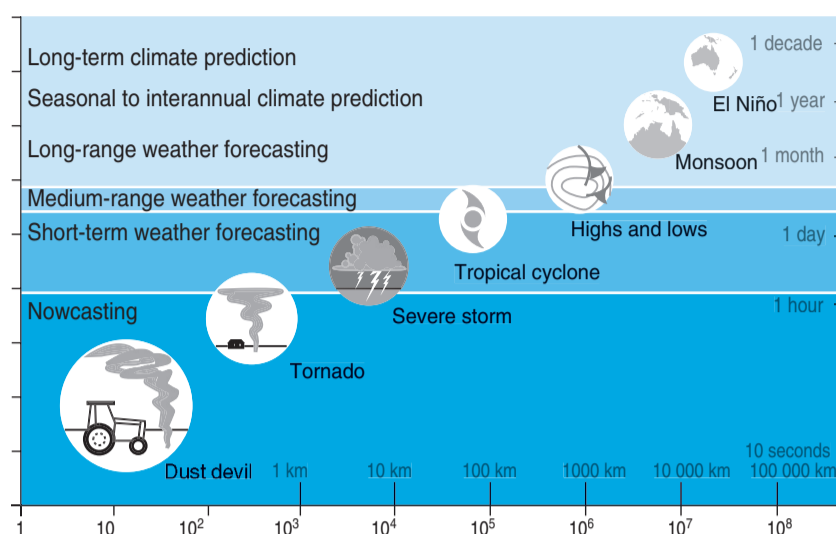 1 decade
Long-term climate prediction
Seasonal to interannual climate prediction
El Niño
1 year
Long-range weather forecasting
Monsoon
1 month
Medium-range weather forecasting
Short-term weather forecasting
Highs and lows
1 day
Tropical cyclone
Nowcasting
Severe storm
1 hour
Tornado
10 seconds
Dust devil
1 km
10 km
100 km
1000 km
10 000 km
100 000 km
1 10 10² 10³ 10⁴ 10⁵ 10⁶ 10⁷ 10⁸